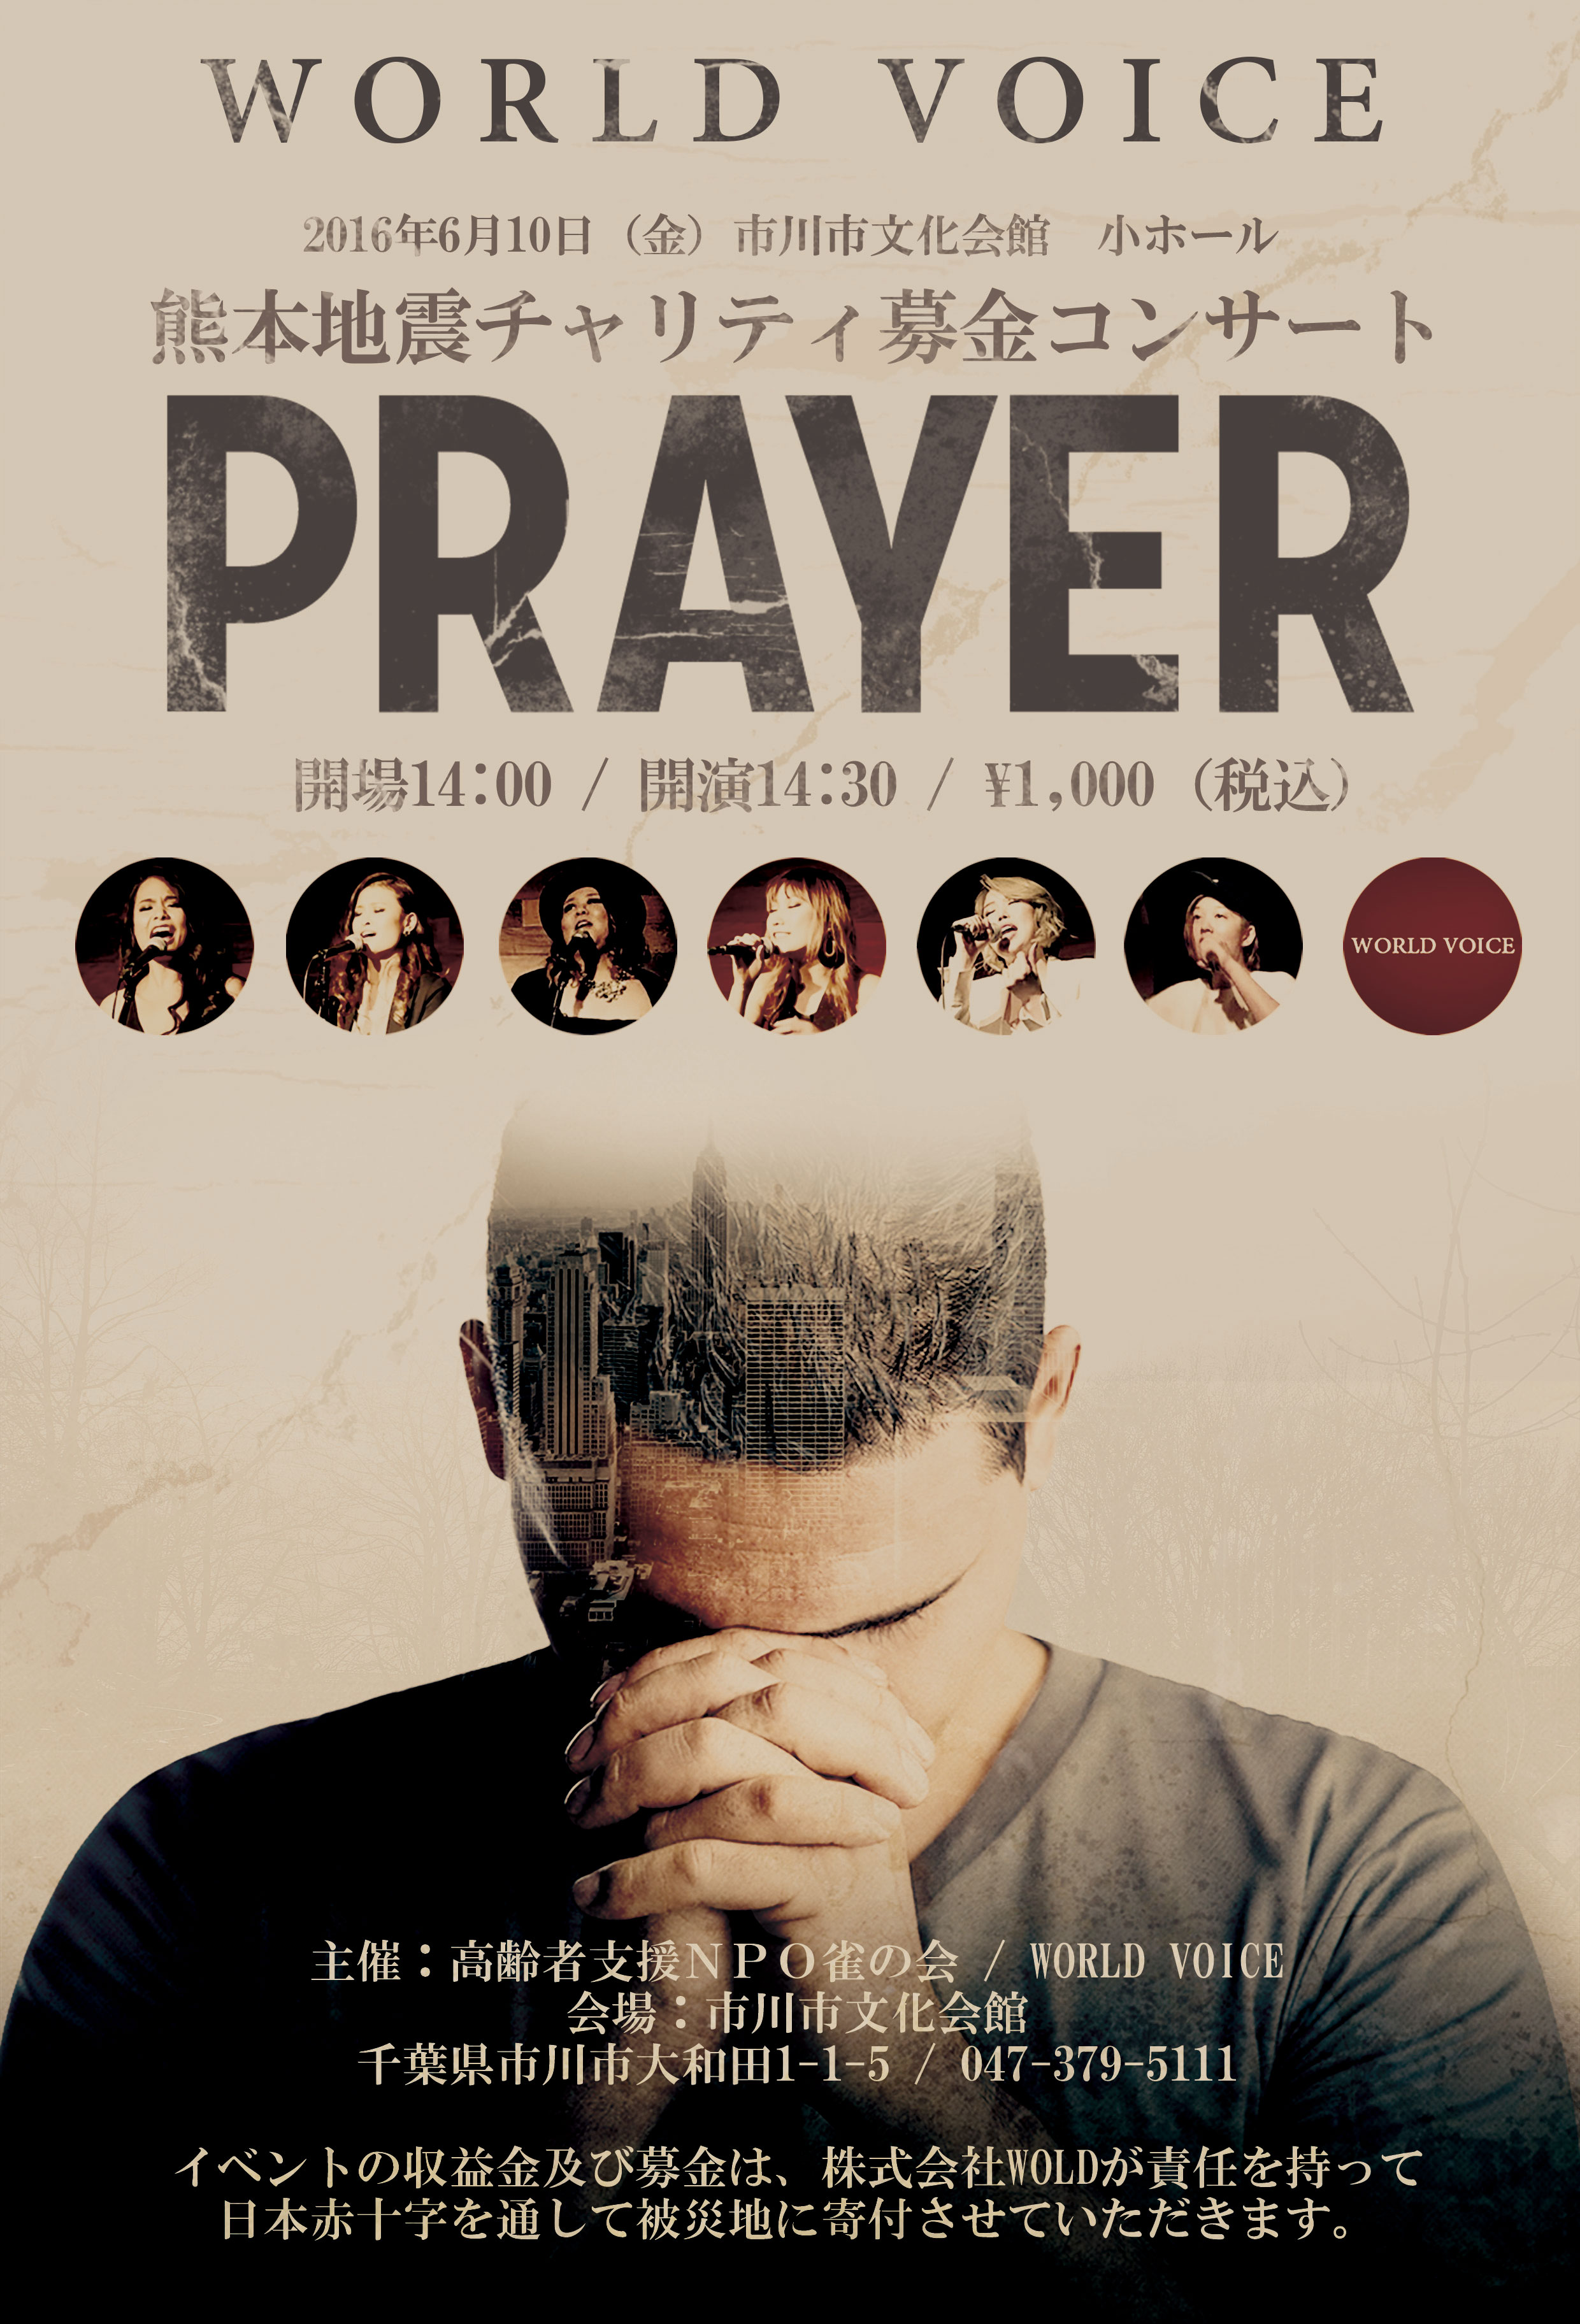 WORLD VOICE
2016年6月10日（金）市川市文化会館　小ホール
熊本地震チャリティ募金コンサート
PRAYER
開場14：00 / 開演14：30 / ¥1,000（税込）
WORLD VOICE
主催：高齢者支援ＮＰＯ雀の会 / WORLD VOICE
会場：市川市文化会館
千葉県市川市大和田1-1-5 / 047-379-5111
イベントの収益金及び募金は、株式会社WOLDが責任を持って
日本赤十字を通して被災地に寄付させていただきます。